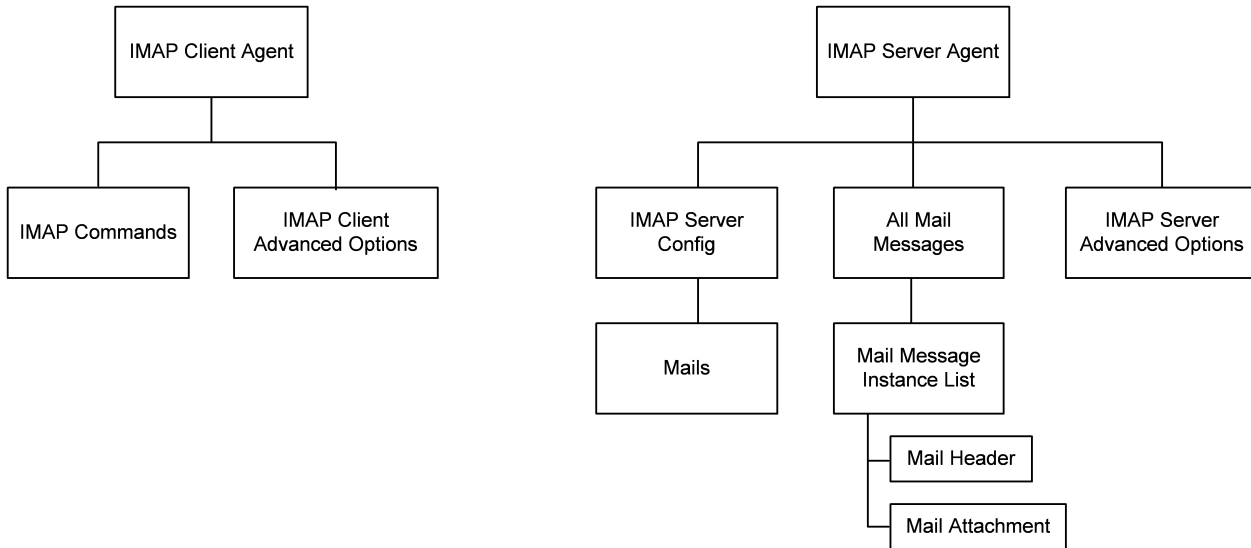 IMAP Client Agent
IMAP Server Agent
IMAP Commands
IMAP Client
Advanced Options
IMAP Server
Config
All Mail
Messages
IMAP Server
Advanced Options
Mails
Mail Message
Instance List
Mail Header
Mail Attachment